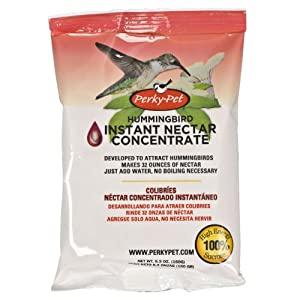 Perky-Pet
HUMMINGBIRD
INSTANT NECTAR
CONCENTRATE
DEVELOPED TO ATTRACT HUMMINGBIRDS
MAKES 32 OUNCES OF NECTAR
JUST ADD WATER, NO BOILING NECESSARY
COLIBRÍES
NÉCTAR CONCENTRADO INSTANTÁNEO
DESARROLLANDO PARA ATRAER COLIBRIES
RINDE 32 ONZAS DE NÉCTAR
AGREGUE SOLO AGUA, NO NECESITA HERVIR
High Energy
100%
Sucrose
WWW.PERKYPET.COM